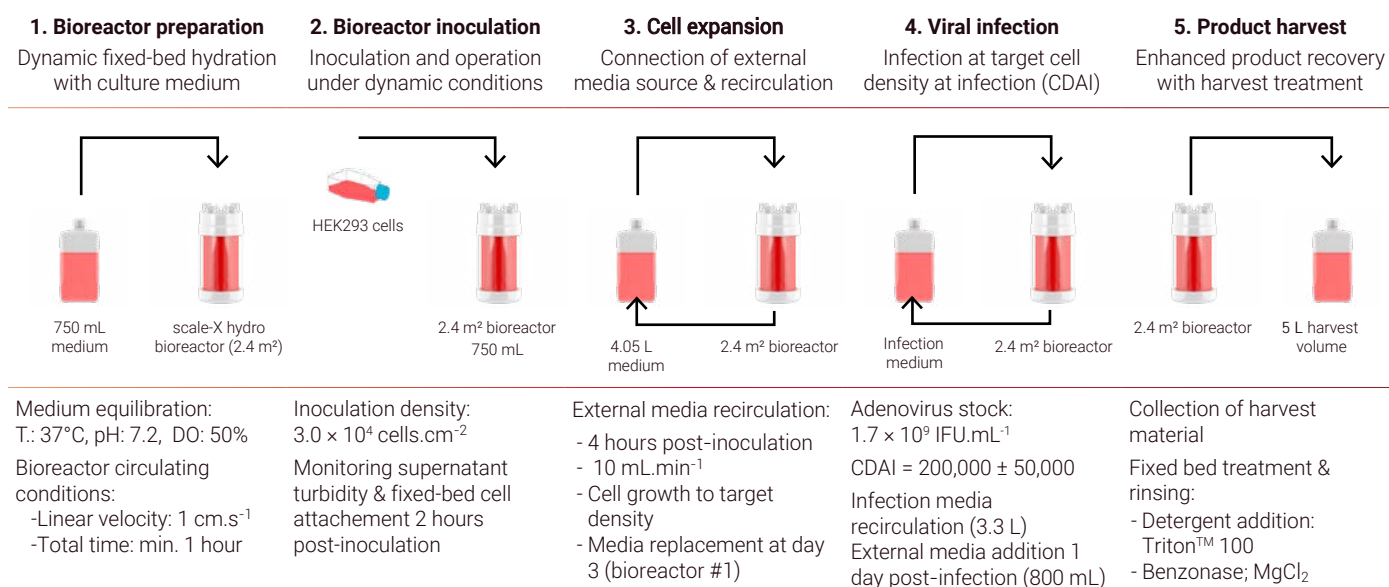 1. Bioreactor preparation
Dynamic fixed-bed hydration
with culture medium
750 mL
medium
scale-X hydro
bioreactor (2.4 m²)
Medium equilibration:
T.: 37°C, pH: 7.2, DO: 50%
Bioreactor circulating
conditions:
-Linear velocity: 1 cm.s⁻¹
-Total time: min. 1 hour
2. Bioreactor inoculation
Inoculation and operation
under dynamic conditions
HEK293 cells
2.4 m² bioreactor
750 mL
Inoculation density:
3.0 × 10⁴ cells.cm⁻²
Monitoring supernatant
turbidity & fixed-bed cell
attachement 2 hours
post-inoculation
3. Cell expansion
Connection of external
media source & recirculation
4.05 L
medium
2.4 m² bioreactor
External media recirculation:
- 4 hours post-inoculation
- 10 mL.min⁻¹
- Cell growth to target
density
- Media replacement at day
3 (bioreactor #1)
4. Viral infection
Infection at target cell
density at infection (CDAI)
Infection
medium
2.4 m² bioreactor
Adenovirus stock:
1.7 × 10⁹ IFU.mL⁻¹
CDAI = 200,000 ± 50,000
Infection media
recirculation (3.3 L)
External media addition 1
day post-infection (800 mL)
5. Product harvest
Enhanced product recovery
with harvest treatment
2.4 m² bioreactor
5 L harvest
volume
Collection of harvest
material
Fixed bed treatment &
rinsing:
- Detergent addition:
Triton™ 100
- Benzonase; MgCl₂